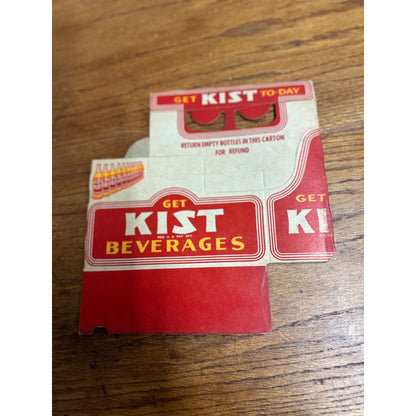 GET KIST TO-DAY
RETURN EMPTY BOTTLES IN THIS CARTON
FOR REFUND
GET
KIST
REG. U. S. PAT. OFF.
BEVERAGES
GET
KI